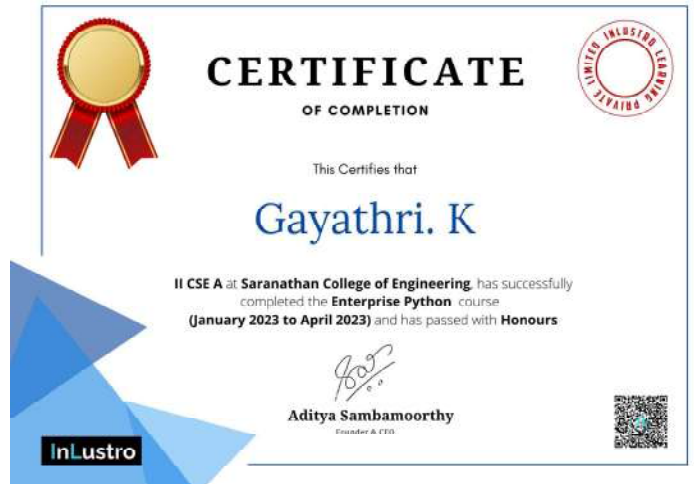 CERTIFICATE
OF COMPLETION
INLUSTRO LEARNING PRIVATE LIMITED
This Certifies that
Gayathri. K
II CSE A at Saranathan College of Engineering, has successfully
completed the Enterprise Python course
(January 2023 to April 2023) and has passed with Honours
Aditya Sambamoorthy
Founder & CEO
InLustro